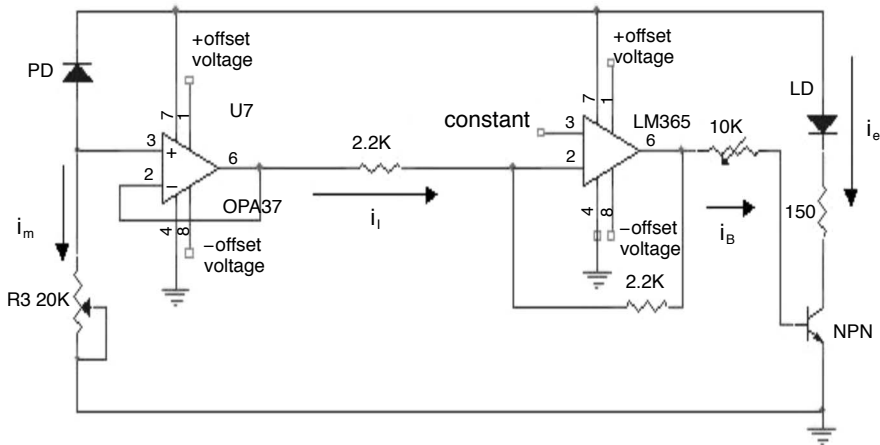 +offset
voltage
PD
7
1
U7
3
+
2
−
6
OPA37
4
8
−offset
voltage
i_m
R3 20K
2.2K
i_I
+offset
voltage
constant
7
1
LM365
3
2
6
4
8
−offset
voltage
2.2K
10K
i_B
LD
i_e
150
NPN